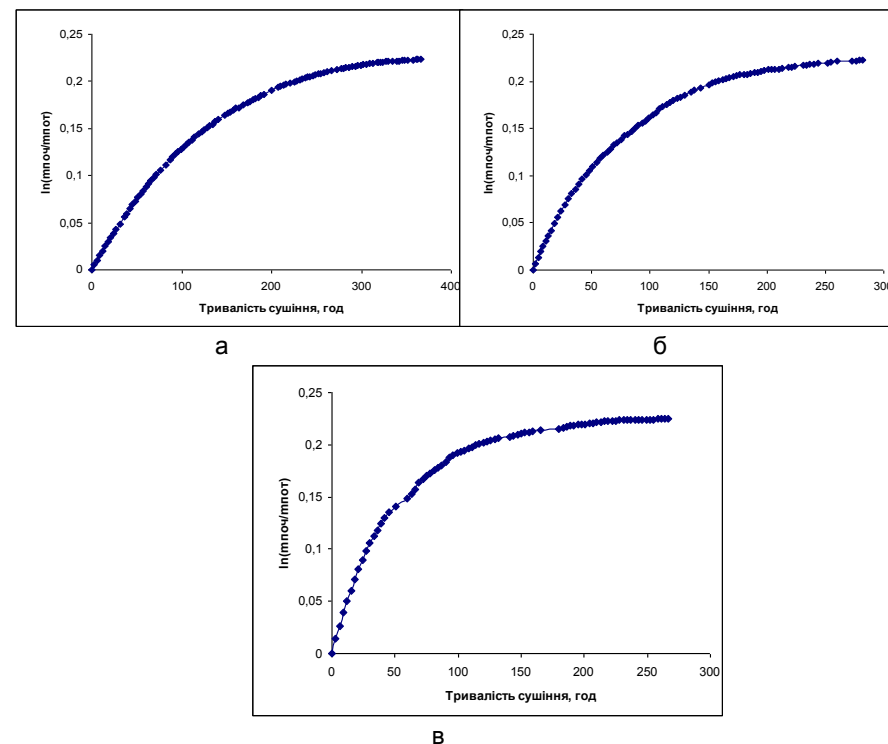 0,25
0,2
0,15
0,1
0,05
0
ln(mпоч/mпот)
0 100 200 300 400
Тривалість сушіння, год
а
0,25
0,2
0,15
0,1
0,05
0
ln(mпоч/mпот)
0 50 100 150 200 250 300
Тривалість сушіння, год
б
0,25
0,2
0,15
0,1
0,05
0
ln(mпоч/mпот)
0 50 100 150 200 250 300
Тривалість сушіння, год
в